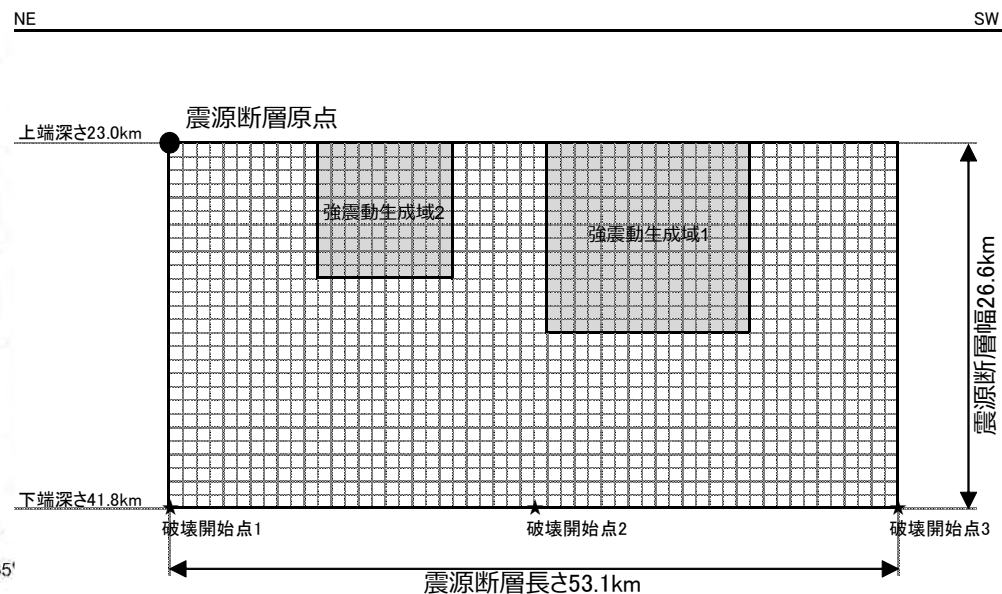 NE
SW
震源断層原点
上端深さ23.0km
強震動生成域2
強震動生成域1
震源断層幅26.6km
下端深さ41.8km
破壊開始点1
破壊開始点2
破壊開始点3
震源断層長さ53.1km